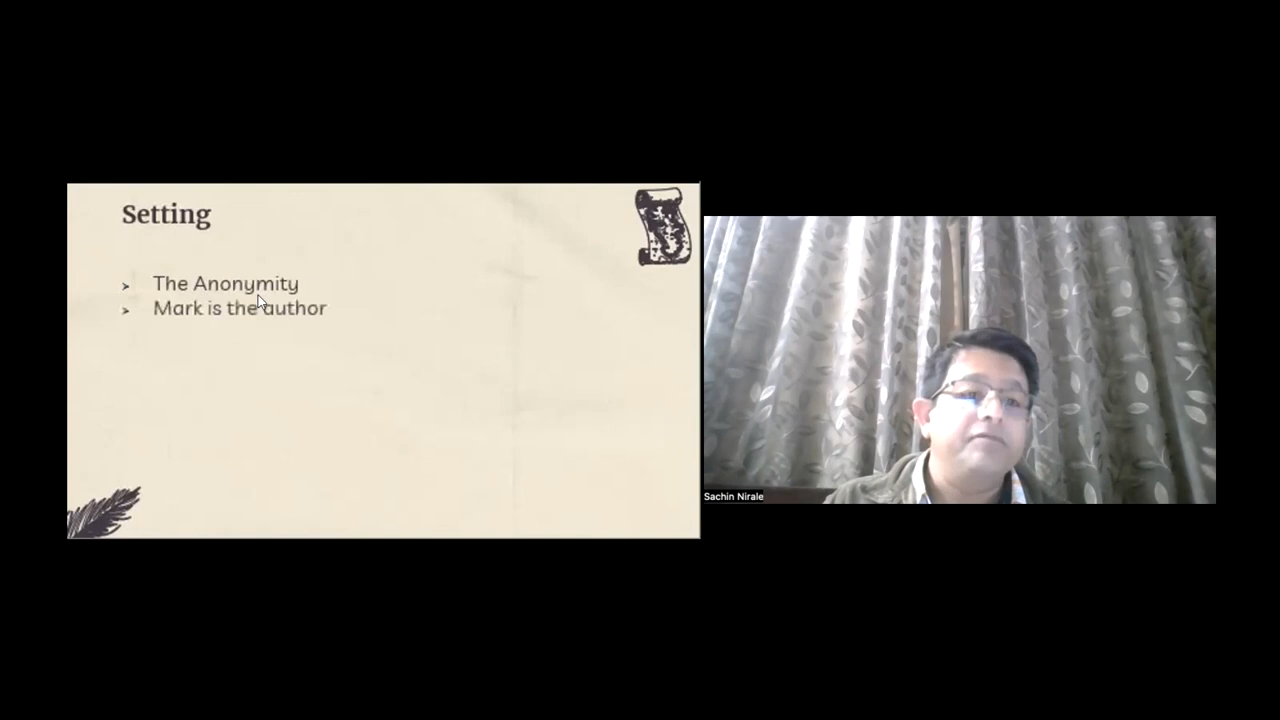 Setting
The Anonymity
Mark is the author
Sachin Nirale